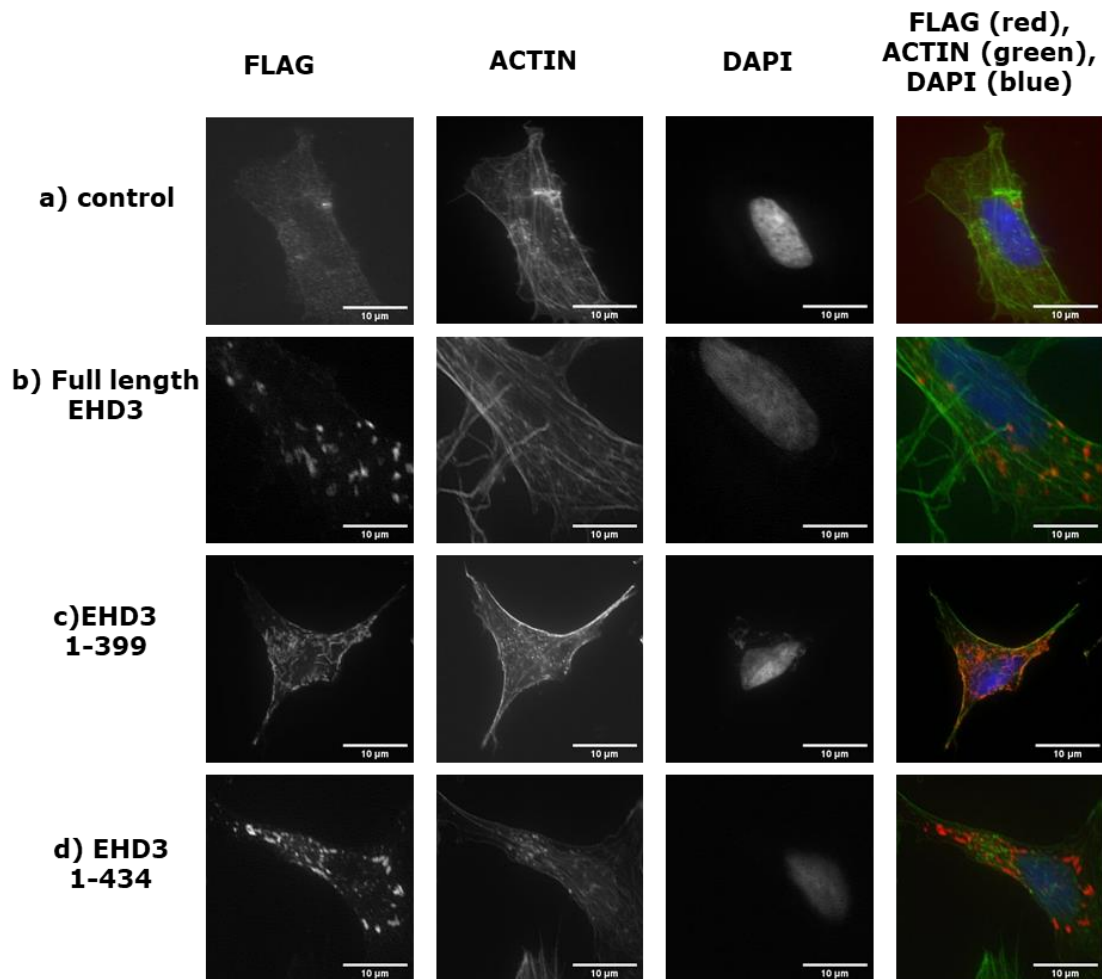 FLAG
ACTIN
DAPI
FLAG (red),
ACTIN (green),
DAPI (blue)
a) control
10 µm
10 µm
10 µm
10 µm
b) Full length
EHD3
10 µm
10 µm
10 µm
10 µm
c)EHD3
1-399
10 µm
10 µm
10 µm
10 µm
d) EHD3
1-434
10 µm
10 µm
10 µm
10 µm